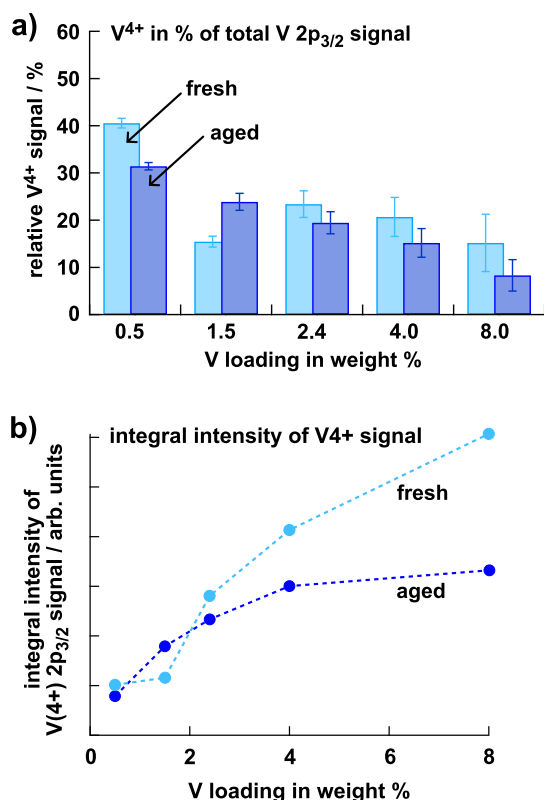 a)
V⁴⁺ in % of total V 2p₃/₂ signal
relative V⁴⁺ signal / %
60
50
40
30
20
10
0
fresh
aged
0.5 1.5 2.4 4.0 8.0
V loading in weight %
b)
integral intensity of V4+ signal
integral intensity of
V(4+) 2p₃/₂ signal / arb. units
fresh
aged
0 2 4 6 8
V loading in weight %